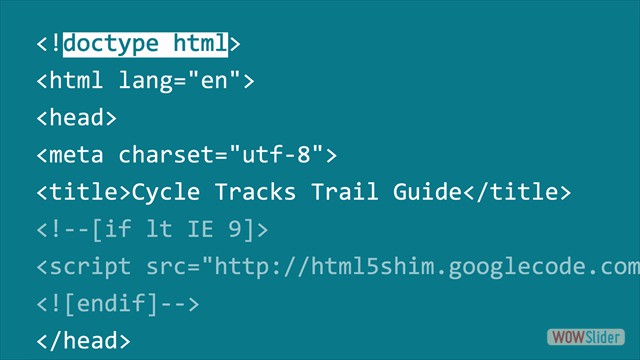 <!doctype html>
<html lang="en">
<head>
<meta charset="utf-8">
<title>Cycle Tracks Trail Guide</title>
<!--[if lt IE 9]>
<script src="http://html5shim.googlecode.com
<![endif]-->
</head>
WOWSlider